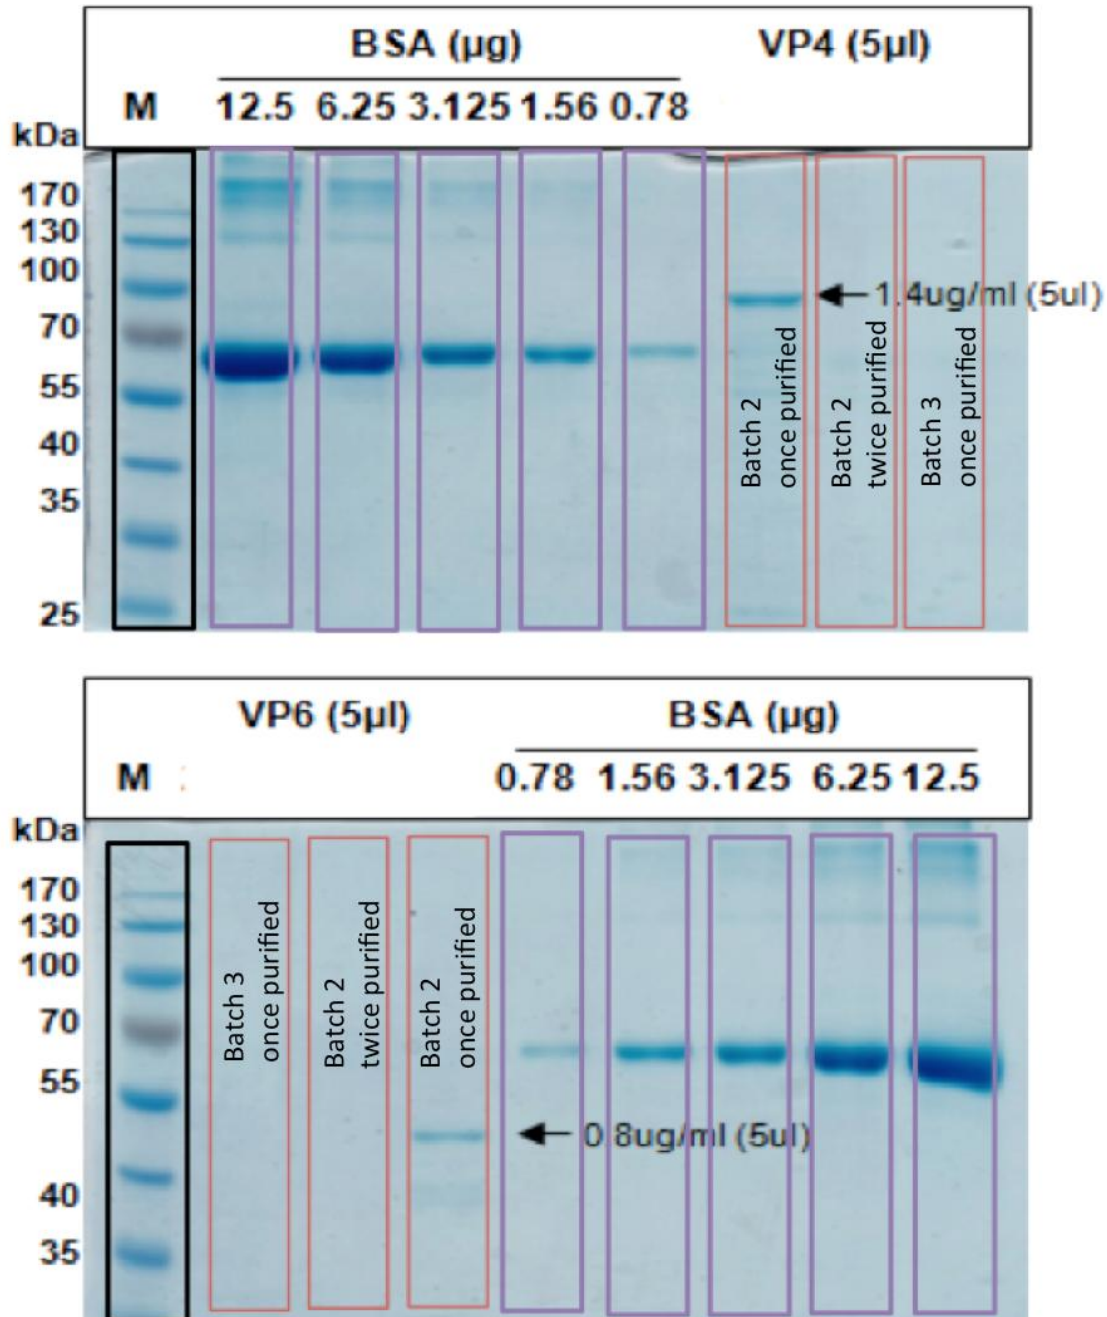 BSA (µg)
VP4 (5µl)
M
12.5 6.25 3.125 1.56 0.78
kDa
170
130
100
70
55
40
35
25
1.4ug/ml (5ul)
Batch 2
once purified
Batch 2
twice purified
Batch 3
once purified
VP6 (5µl)
BSA (µg)
M
0.78 1.56 3.125 6.25 12.5
kDa
170
130
100
70
55
40
35
Batch 3
once purified
Batch 2
twice purified
Batch 2
once purified
0.8ug/ml (5ul)